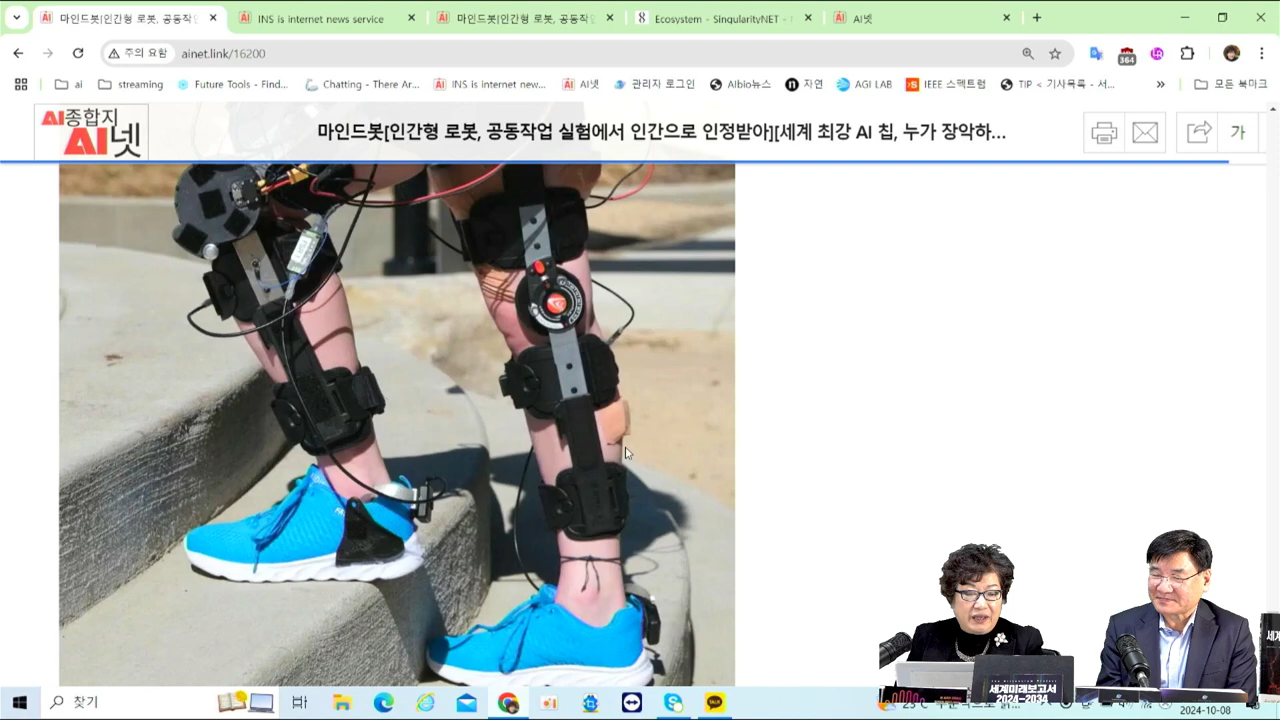 마인드봇[인간형 로봇, 공동작업
INS is internet news service
마인드봇[인간형 로봇, 공동작업
Ecosystem - SingularityNET -
AI넷
주의 요함
ainet.link/16200
364
ai
streaming
Future Tools - Find...
Chatting - There Ar...
INS is internet new...
AI넷
관리자 로그인
Albio뉴스
자연
AGI LAB
IEEE 스펙트럼
TIP < 기사목록 - 서...
모든 북마크
AI종합지
AI넷
마인드봇[인간형 로봇, 공동작업 실험에서 인간으로 인정받아][세계 최강 AI 칩, 누가 장악하...
가
세계미래보고서
2024-2034
찾기
TALK
2024-10-08